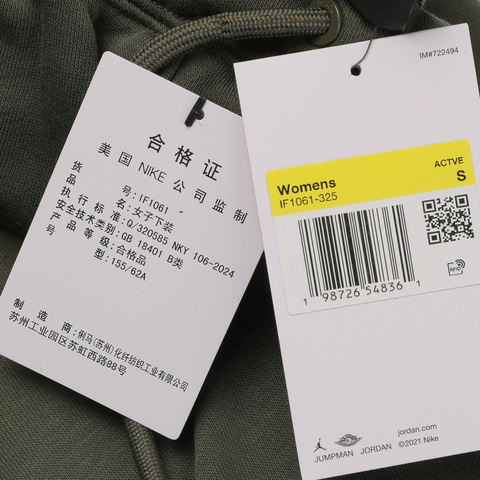 合格证
美国 NIKE 公司监制
货 号: IF1061
品 名: 女子下装
执行标准: Q/320585 NKY 106-2024
安全技术类别: GB 18401 B类
产品等级: 合格品
号 型: 155/62A
制造商: 俐马(苏州)化纤纺织工业有限公司
苏州工业园区苏虹西路88号
IM#722494
ACTVE
Womens S
IF1061-325
1 98726 54836 1
RFID
jordan.com
JUMPMAN JORDAN ©2021 Nike